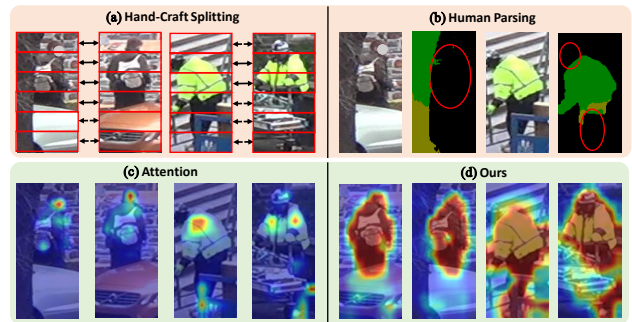 (a) Hand-Craft Splitting
(b) Human Parsing
(c) Attention
(d) Ours